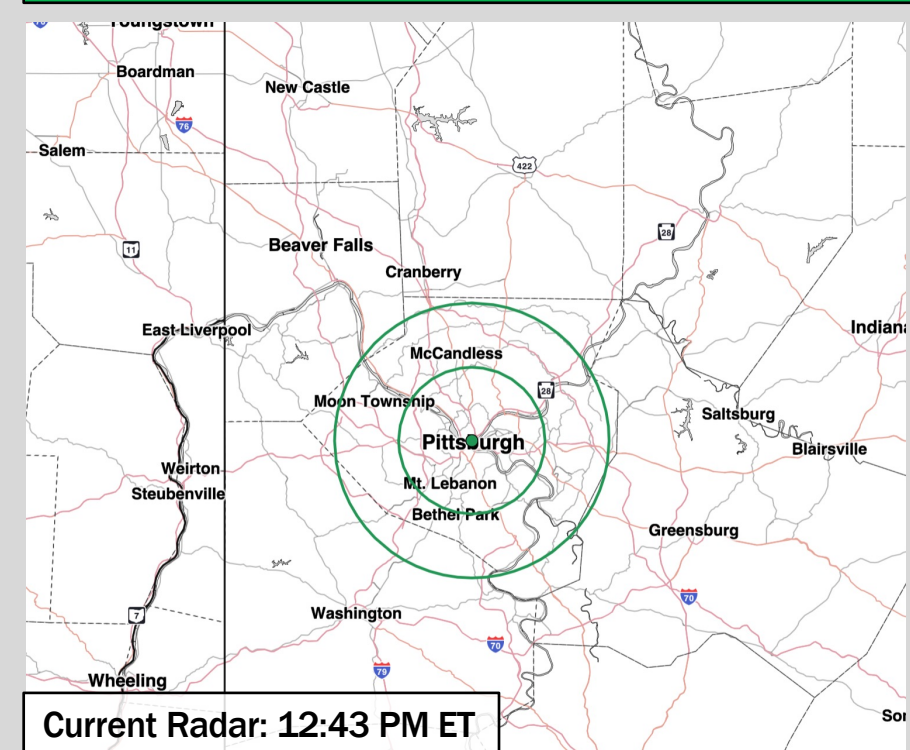 Youngstown
Boardman
New Castle
76
Salem
422
28
11
Beaver Falls
Cranberry
East Liverpool
Indiana
McCandless
28
Moon Township
Saltsburg
Pittsburgh
Blairsville
Weirton
Mt. Lebanon
Steubenville
Bethel Park
Greensburg
70
Washington
7
70
79
Wheeling
Current Radar: 12:43 PM ET